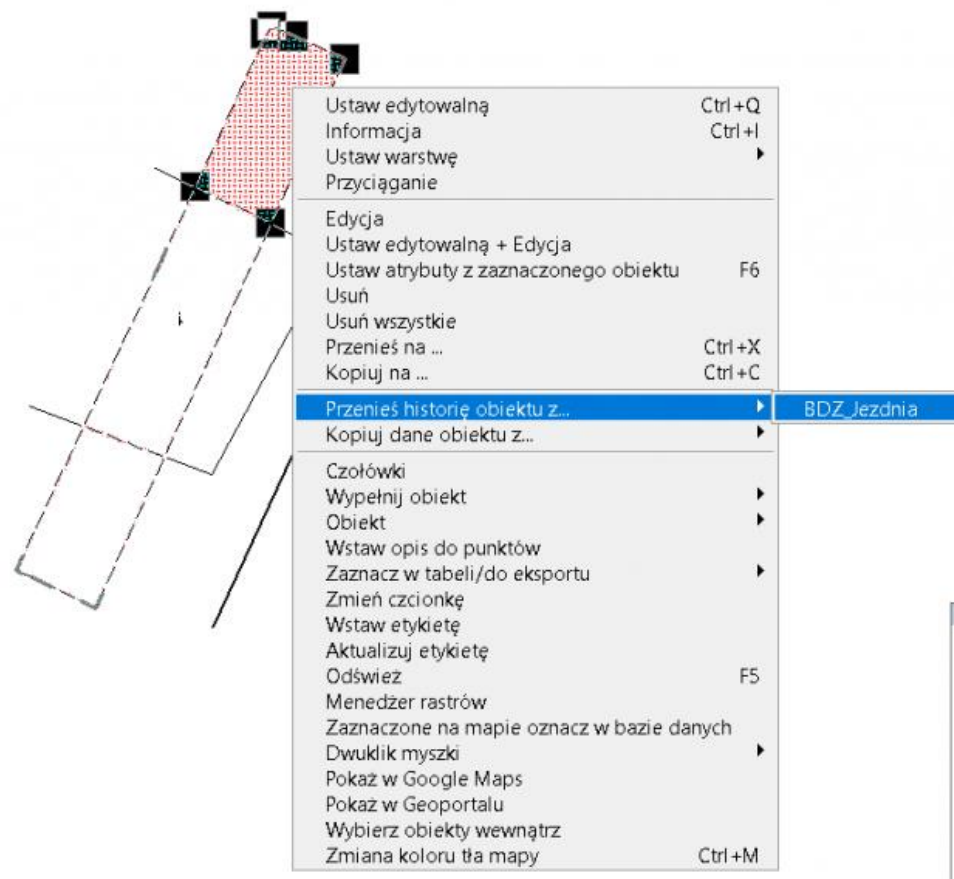 Ustaw edytowalną Ctrl+Q
Informacja Ctrl+I
Ustaw warstwę
Przyciąganie
Edycja
Ustaw edytowalną + Edycja
Ustaw atrybuty z zaznaczonego obiektu F6
Usuń
Usuń wszystkie
Przenieś na ... Ctrl+X
Kopiuj na ... Ctrl+C
Przenieś historię obiektu z... BDZ_Jezdnia
Kopiuj dane obiektu z...
Czołówki
Wypełnij obiekt
Obiekt
Wstaw opis do punktów
Zaznacz w tabeli/do eksportu
Zmień czcionkę
Wstaw etykietę
Aktualizuj etykietę
Odśwież F5
Menedżer rastrów
Zaznaczone na mapie oznacz w bazie danych
Dwuklik myszki
Pokaż w Google Maps
Pokaż w Geoportalu
Wybierz obiekty wewnątrz
Zmiana koloru tła mapy Ctrl+M